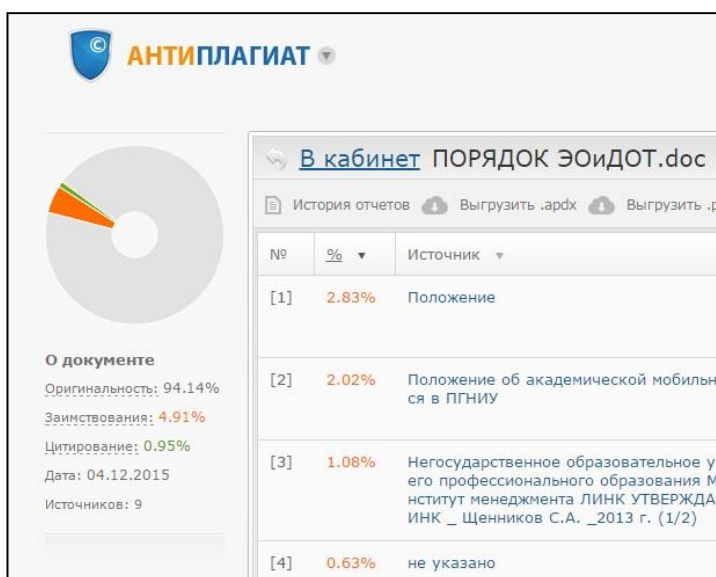 ©
АНТИПЛАГИАТ
О документе
Оригинальность: 94.14%
Заимствования: 4.91%
Цитирование: 0.95%
Дата: 04.12.2015
Источников: 9
В кабинет ПОРЯДОК ЭОиДОТ.doc
История отчетов Выгрузить .apdx Выгрузить .p
№ % Источник
[1] 2.83% Положение
[2] 2.02% Положение об академической мобильн
ся в ПГНИУ
[3] 1.08% Негосударственное образовательное у
его профессионального образования М
нститут менеджмента ЛИНК УТВЕРЖДА
ИНК _ Щенников С.А. _2013 г. (1/2)
[4] 0.63% не указано